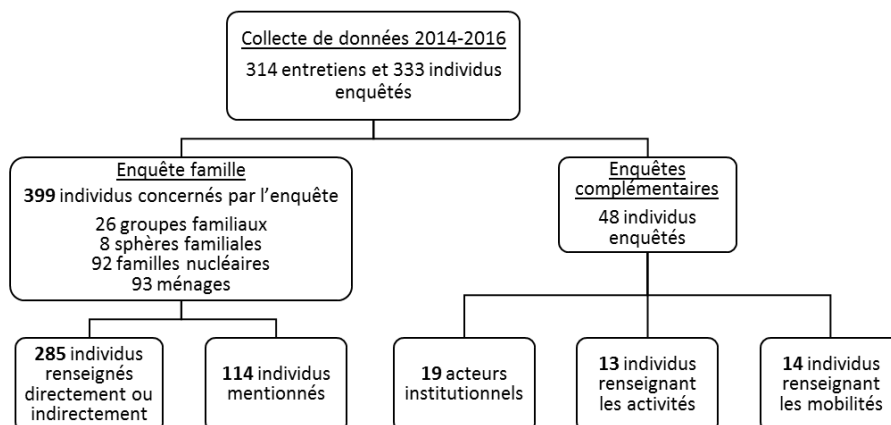 Collecte de données 2014-2016
314 entretiens et 333 individus
enquêtés
Enquête famille
399 individus concernés par l'enquête
26 groupes familiaux
8 sphères familiales
92 familles nucléaires
93 ménages
Enquêtes
complémentaires
48 individus
enquêtés
285 individus
renseignés
directement ou
indirectement
114 individus
mentionnés
19 acteurs
institutionnels
13 individus
renseignant
les activités
14 individus
renseignant
les mobilités